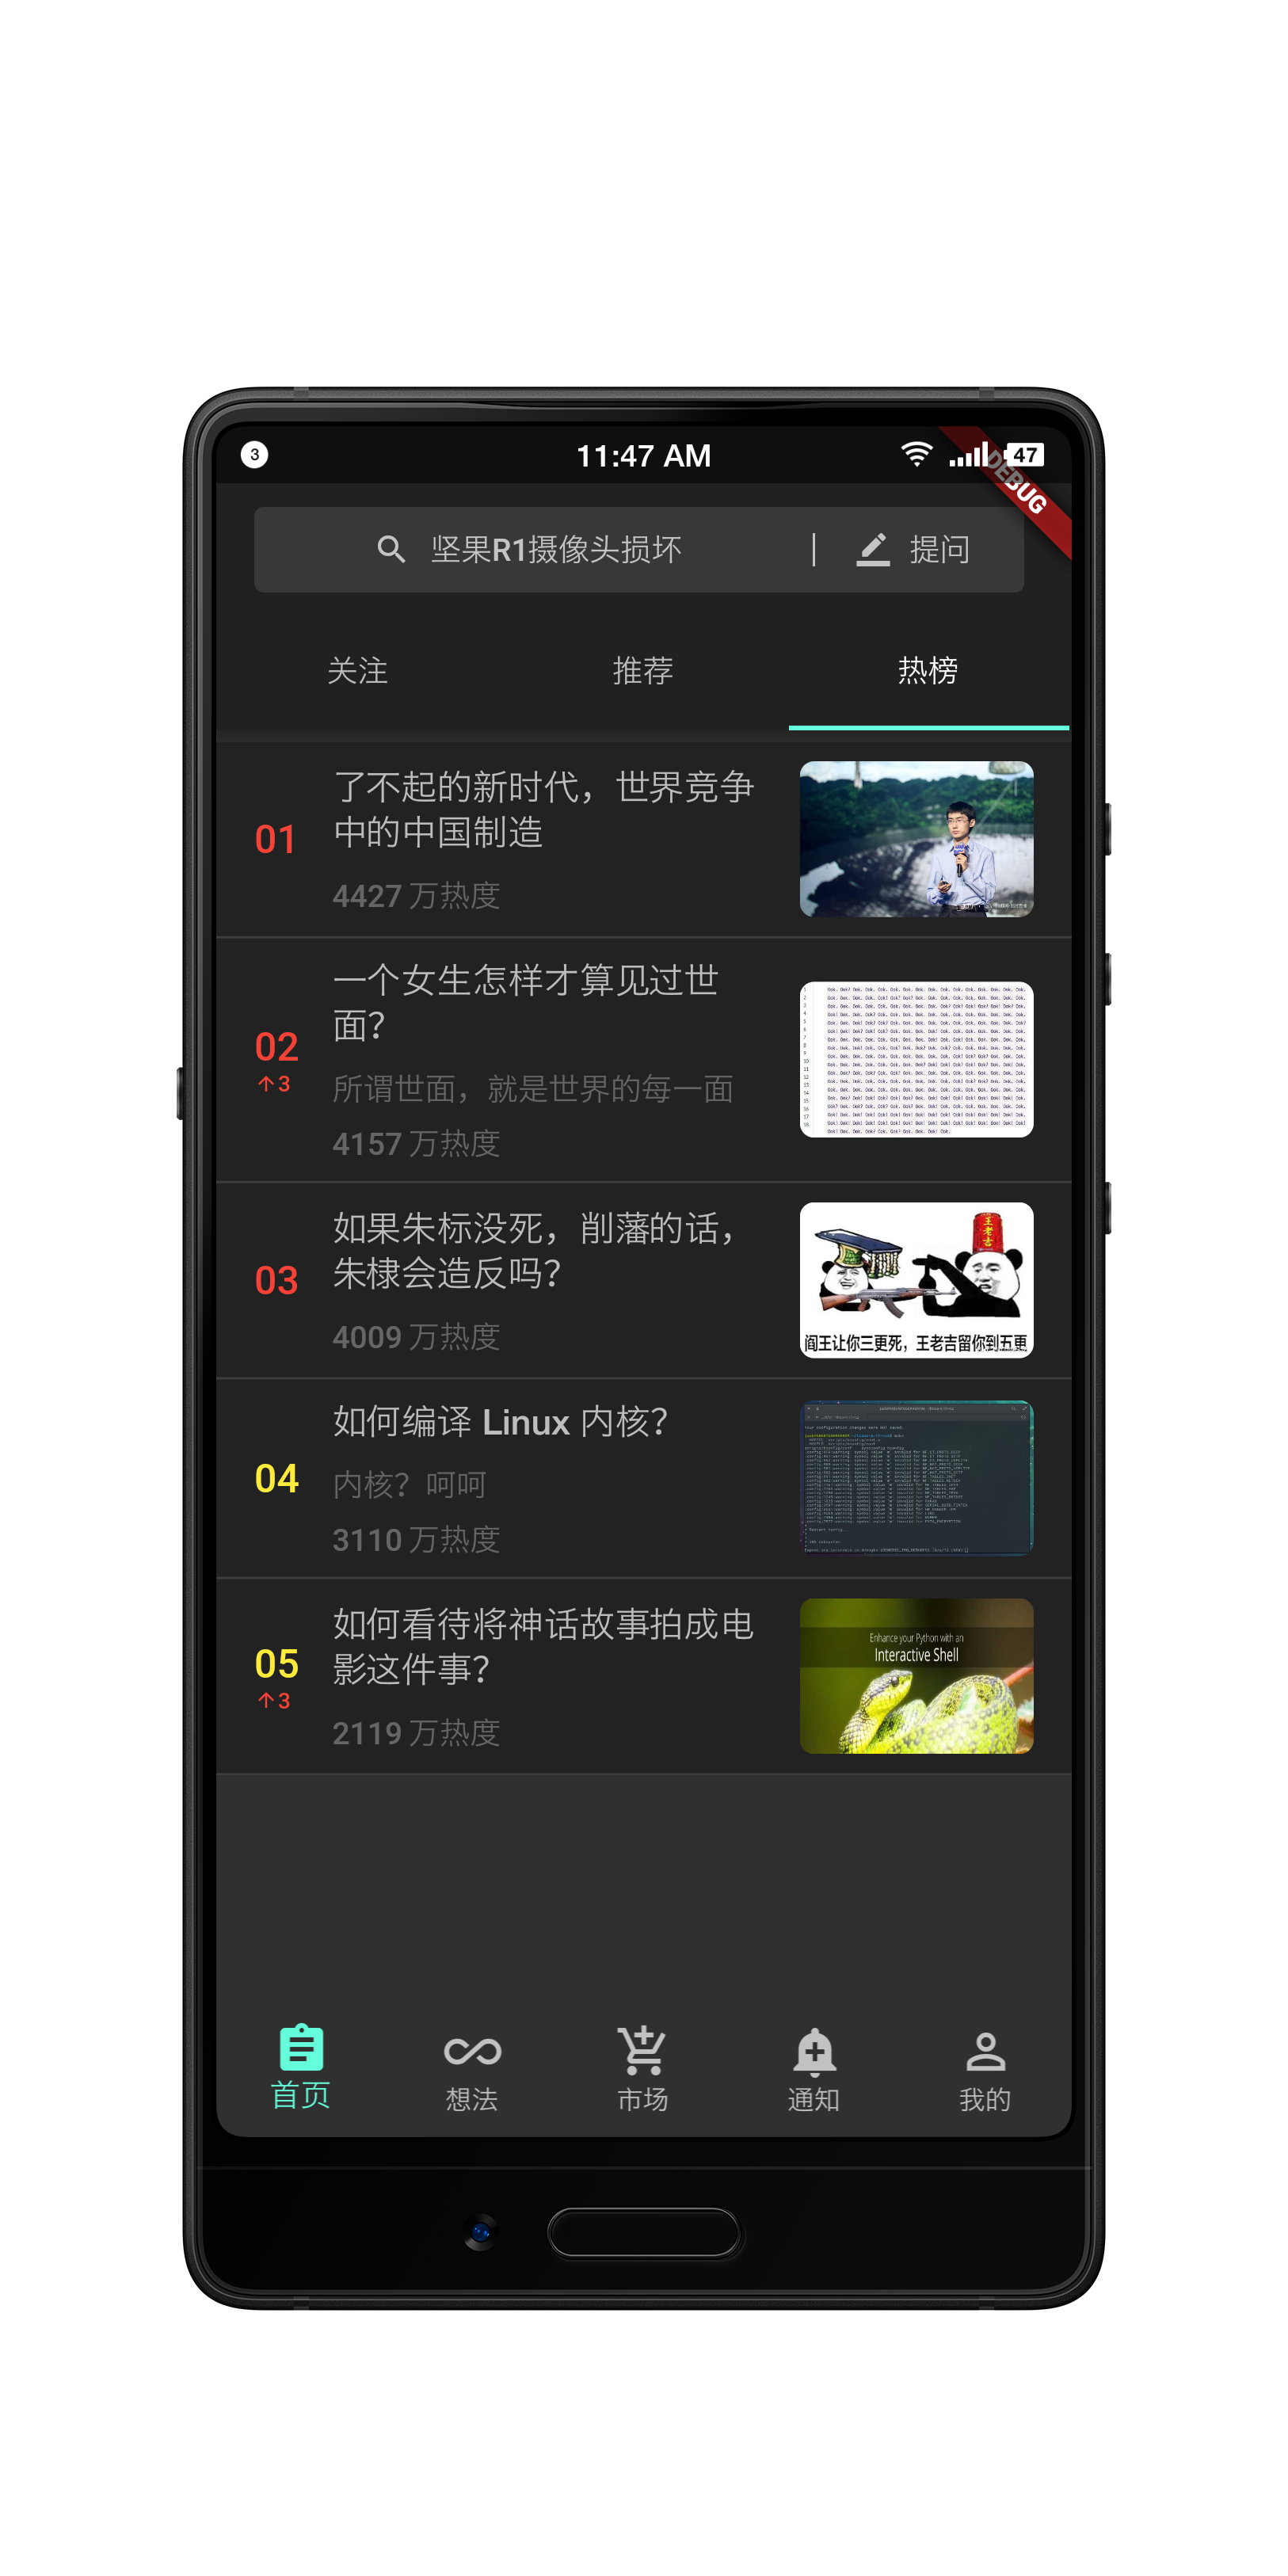 3
11:47 AM
47
DEBUG
坚果R1摄像头损坏
提问
关注
推荐
热榜
01
了不起的新时代，世界竞争
中的中国制造
4427 万热度
02
↑3
一个女生怎样才算见过世
面？
所谓世面，就是世界的每一面
4157 万热度
03
如果朱标没死，削藩的话，
朱棣会造反吗？
4009 万热度
阎王让你三更死，王老吉留你到五更
王老吉
04
如何编译 Linux 内核？
内核？呵呵
3110 万热度
05
↑3
如何看待将神话故事拍成电
影这件事？
2119 万热度
Enhance your Python with an
Interactive Shell
首页
想法
市场
通知
我的